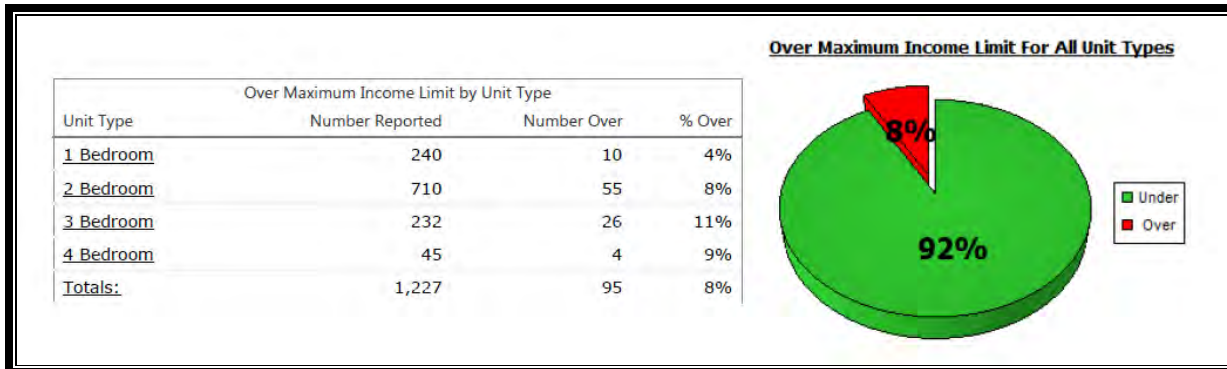 Over Maximum Income Limit For All Unit Types
Over Maximum Income Limit by Unit Type
Unit Type Number Reported Number Over % Over
1 Bedroom 240 10 4%
2 Bedroom 710 55 8%
3 Bedroom 232 26 11%
4 Bedroom 45 4 9%
Totals: 1,227 95 8%
8%
92%
Under
Over